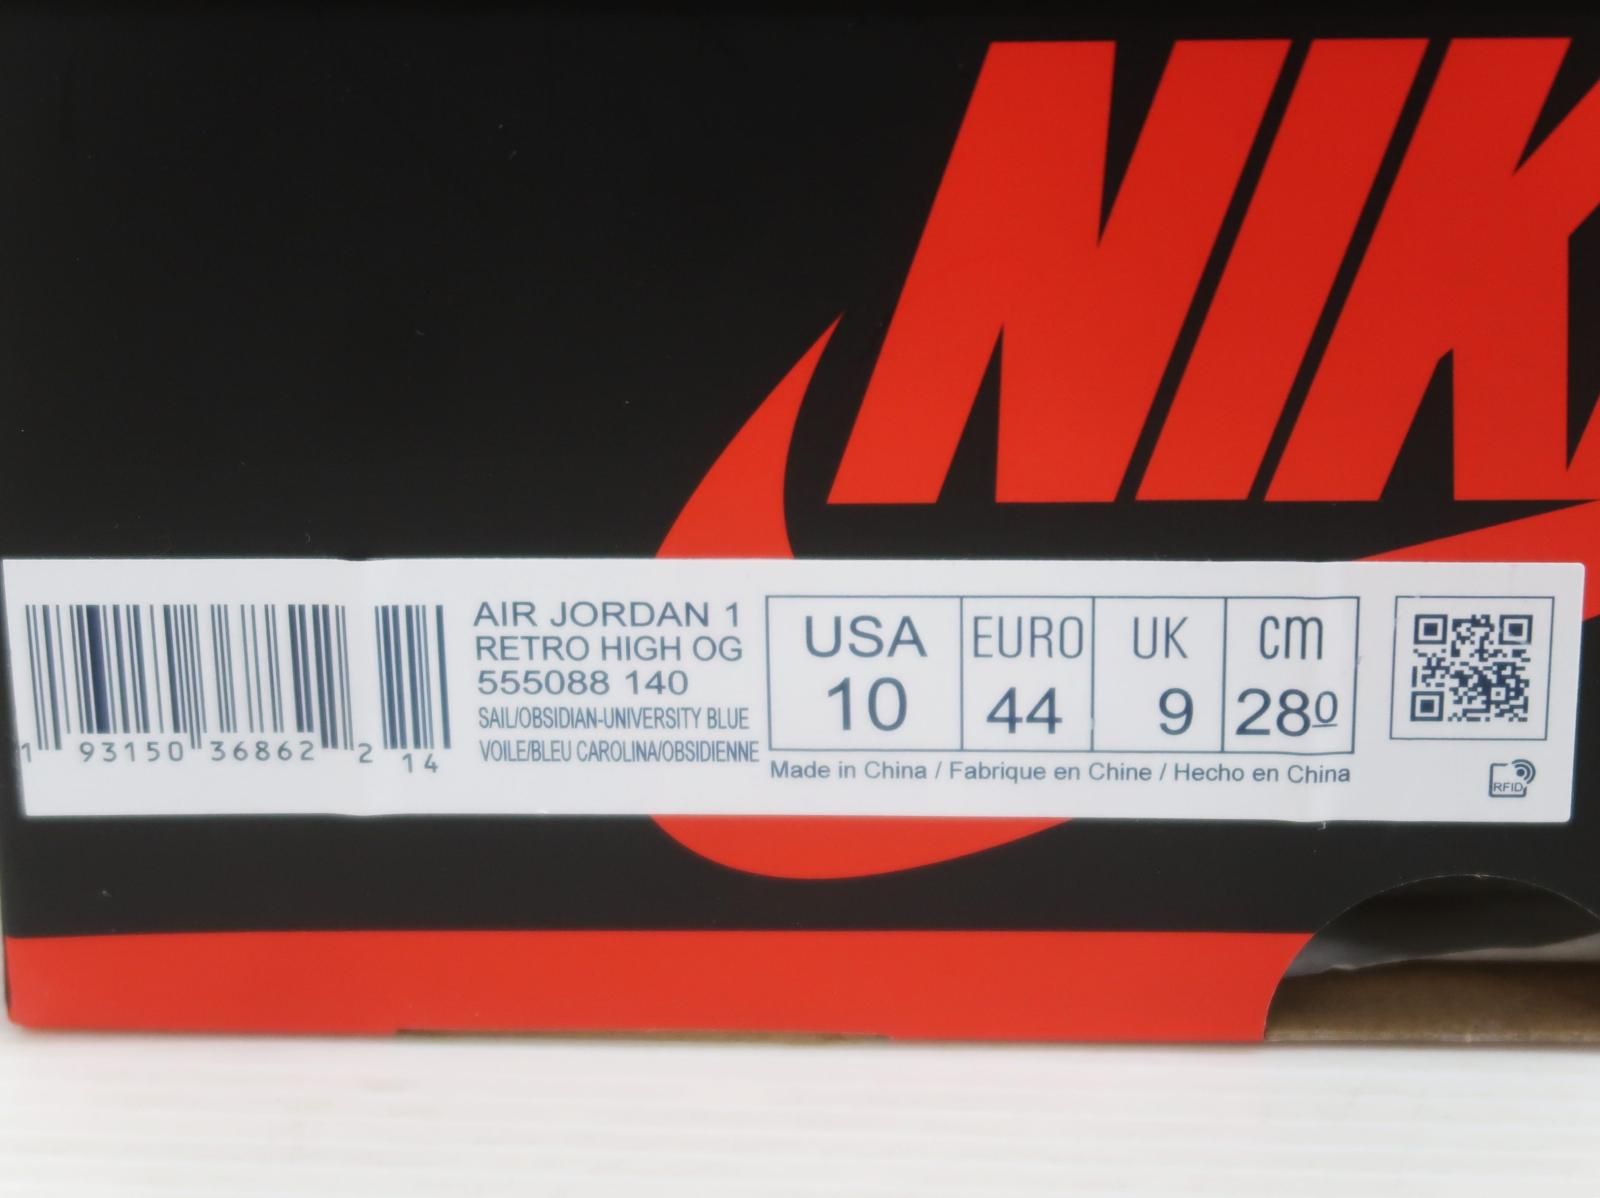 NIK
AIR JORDAN 1
RETRO HIGH OG
555088 140
SAIL/OBSIDIAN-UNIVERSITY BLUE
VOILE/BLEU CAROLINA/OBSIDIENNE
1 93150 36862 2 14
USA EURO UK CM
10 44 9 280
Made in China / Fabrique en Chine / Hecho en China
RFID